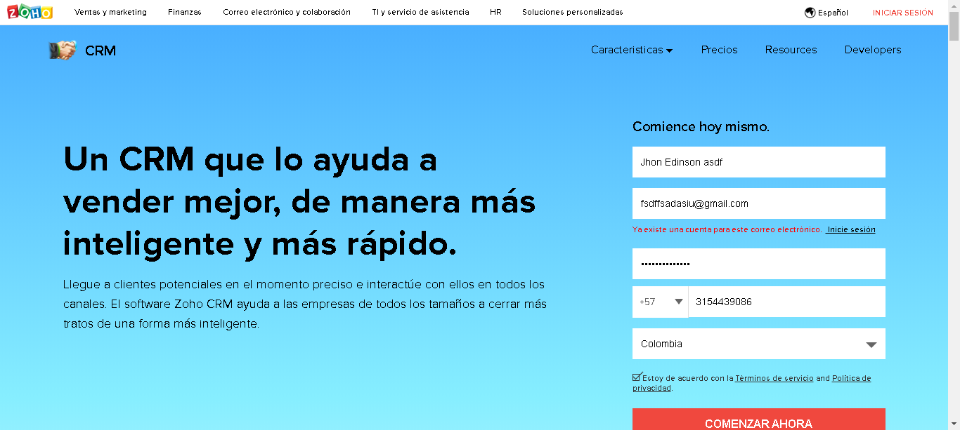 ZOHO Ventas y marketing Finanzas Correo electrónico y colaboración TI y servicio de asistencia HR Soluciones personalizadas Español INICIAR SESIÓN
CRM Características Precios Resources Developers
Un CRM que lo ayuda a
vender mejor, de manera más
inteligente y más rápido.
Llegue a clientes potenciales en el momento preciso e interactúe con ellos en todos los
canales. El software Zoho CRM ayuda a las empresas de todos los tamaños a cerrar más
tratos de una forma más inteligente.
Comience hoy mismo.
Jhon Edinson asdf
fsdffsadasiu@gmail.com
Ya existe una cuenta para este correo electrónico. Inicie sesión
••••••••••••••
+57 3154439086
Colombia
Estoy de acuerdo con la Términos de servicio and Política de
privacidad.
COMENZAR AHORA